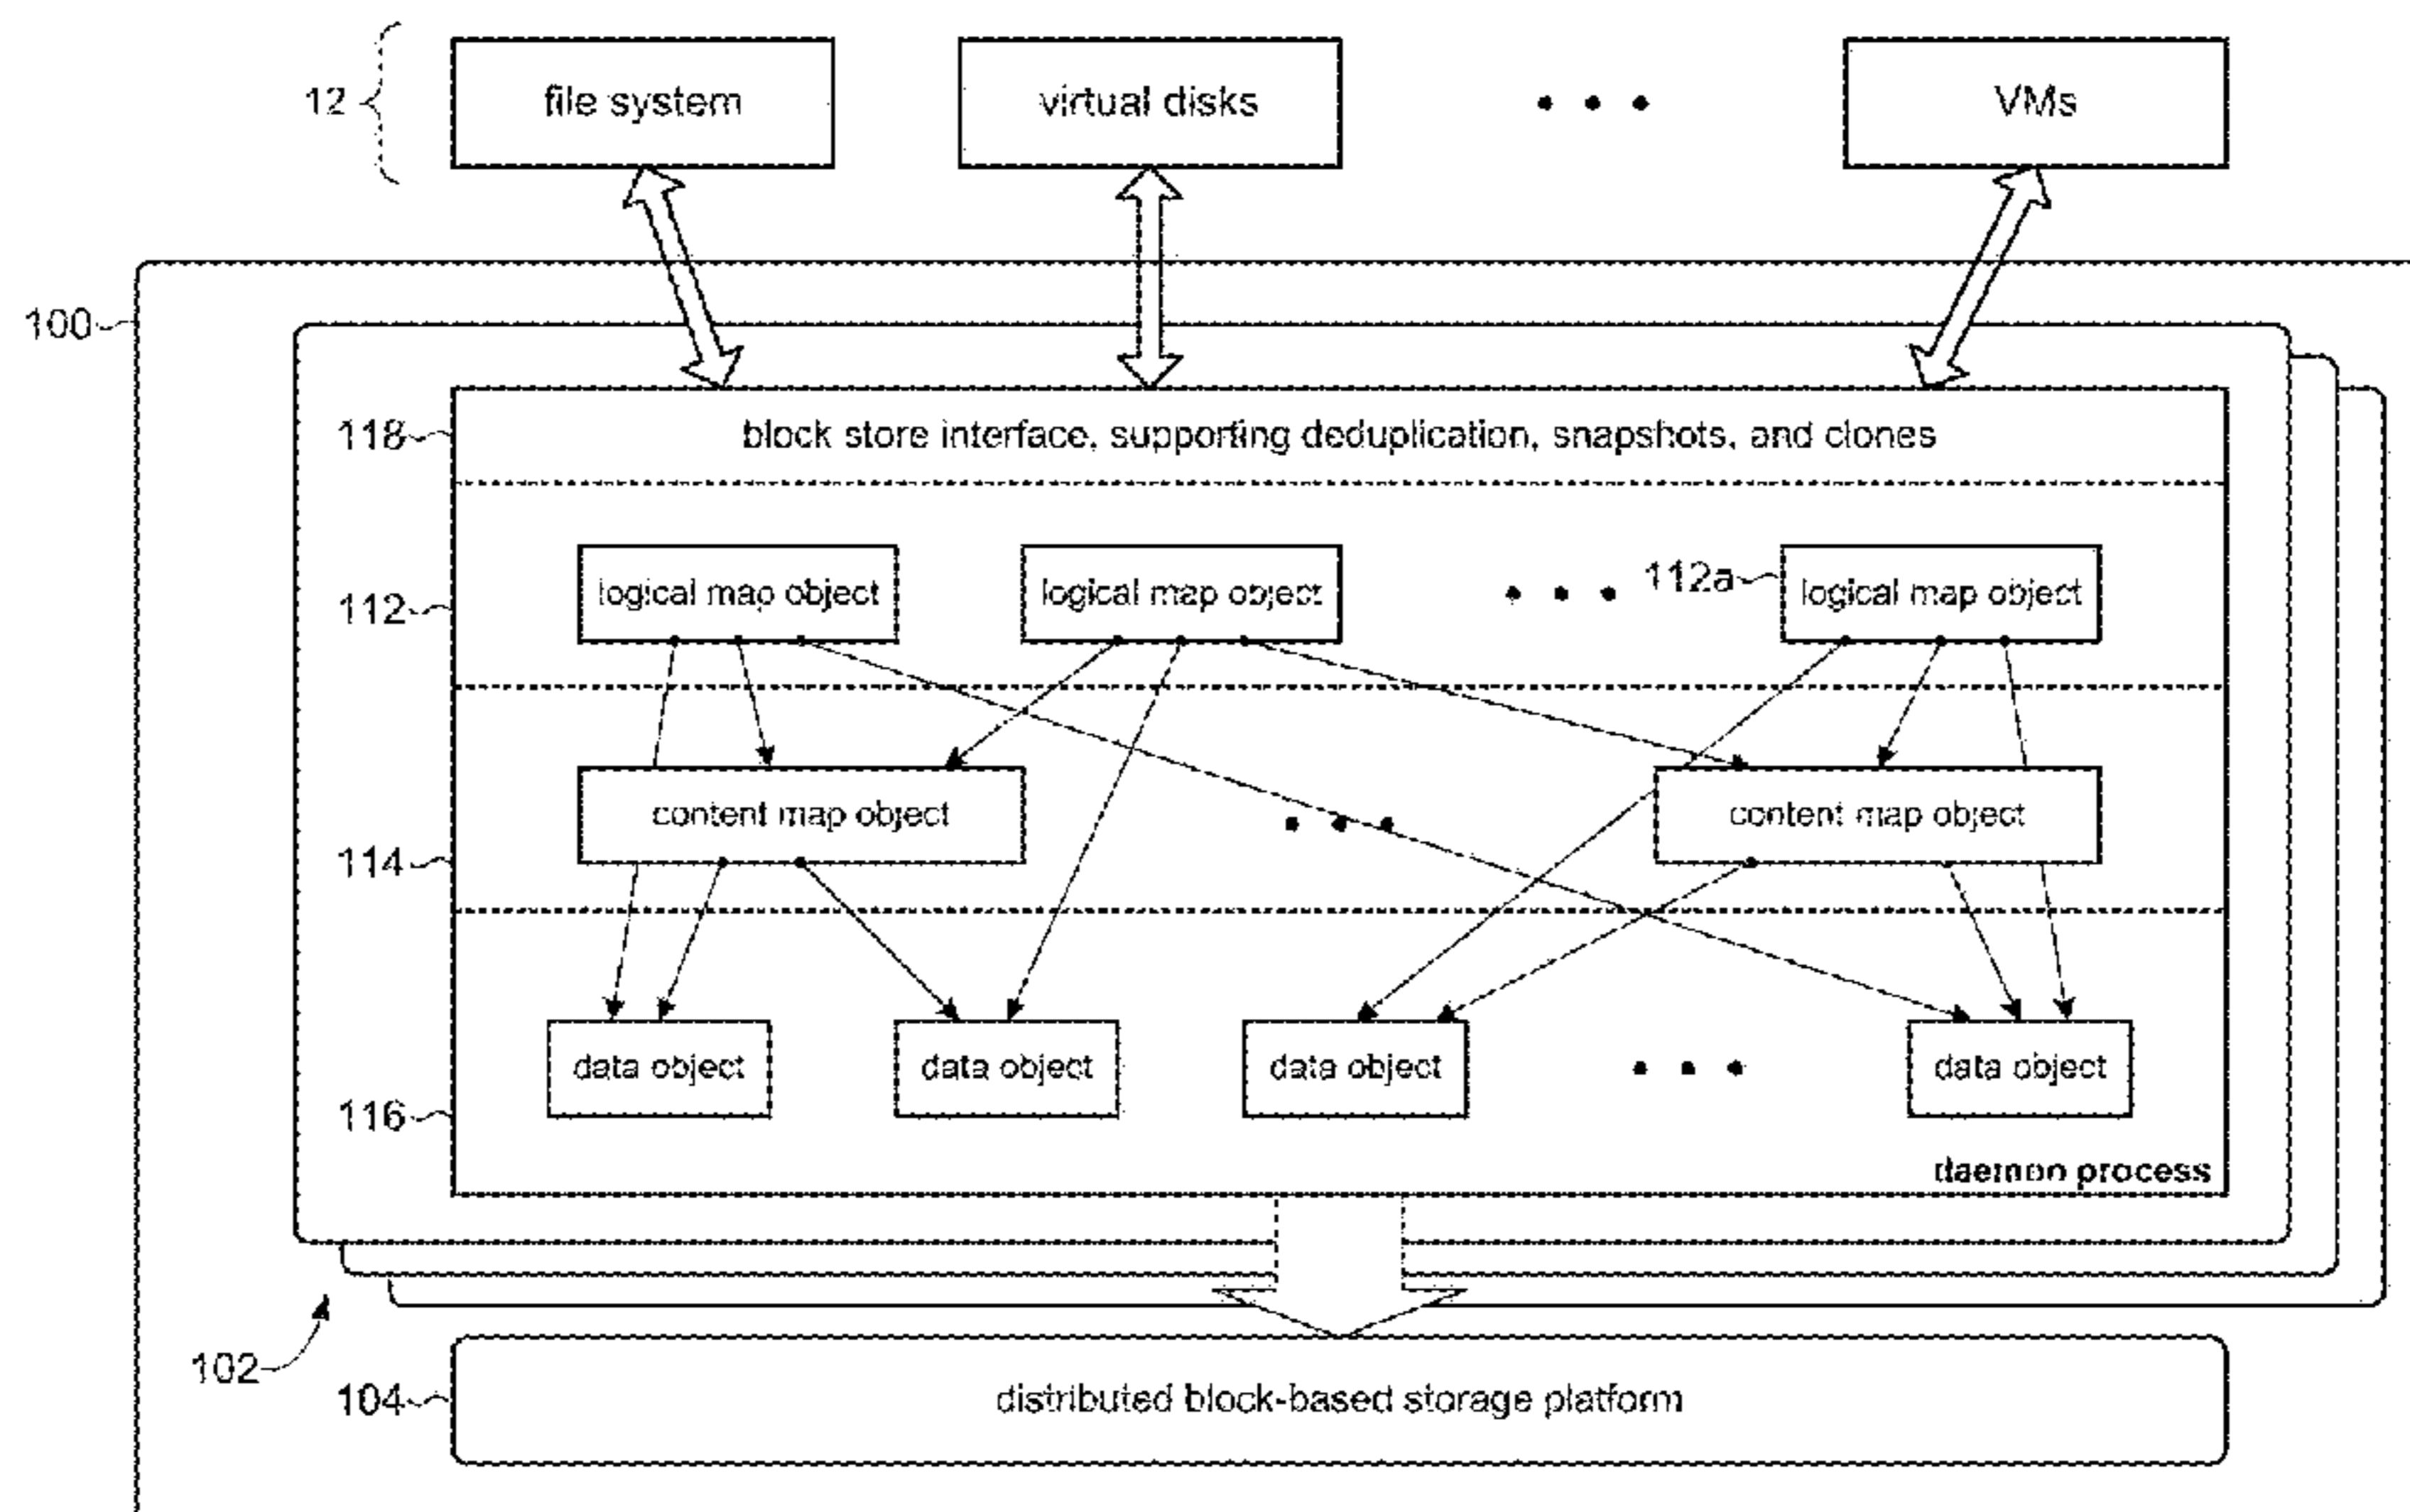 12
file system
virtual disks
VMs
100
118
block store interface, supporting deduplication, snapshots, and clones
112
logical map object
logical map object
112a
logical map object
content map object
content map object
114
data object
data object
data object
data object
116
daemon process
102
104
distributed block-based storage platform